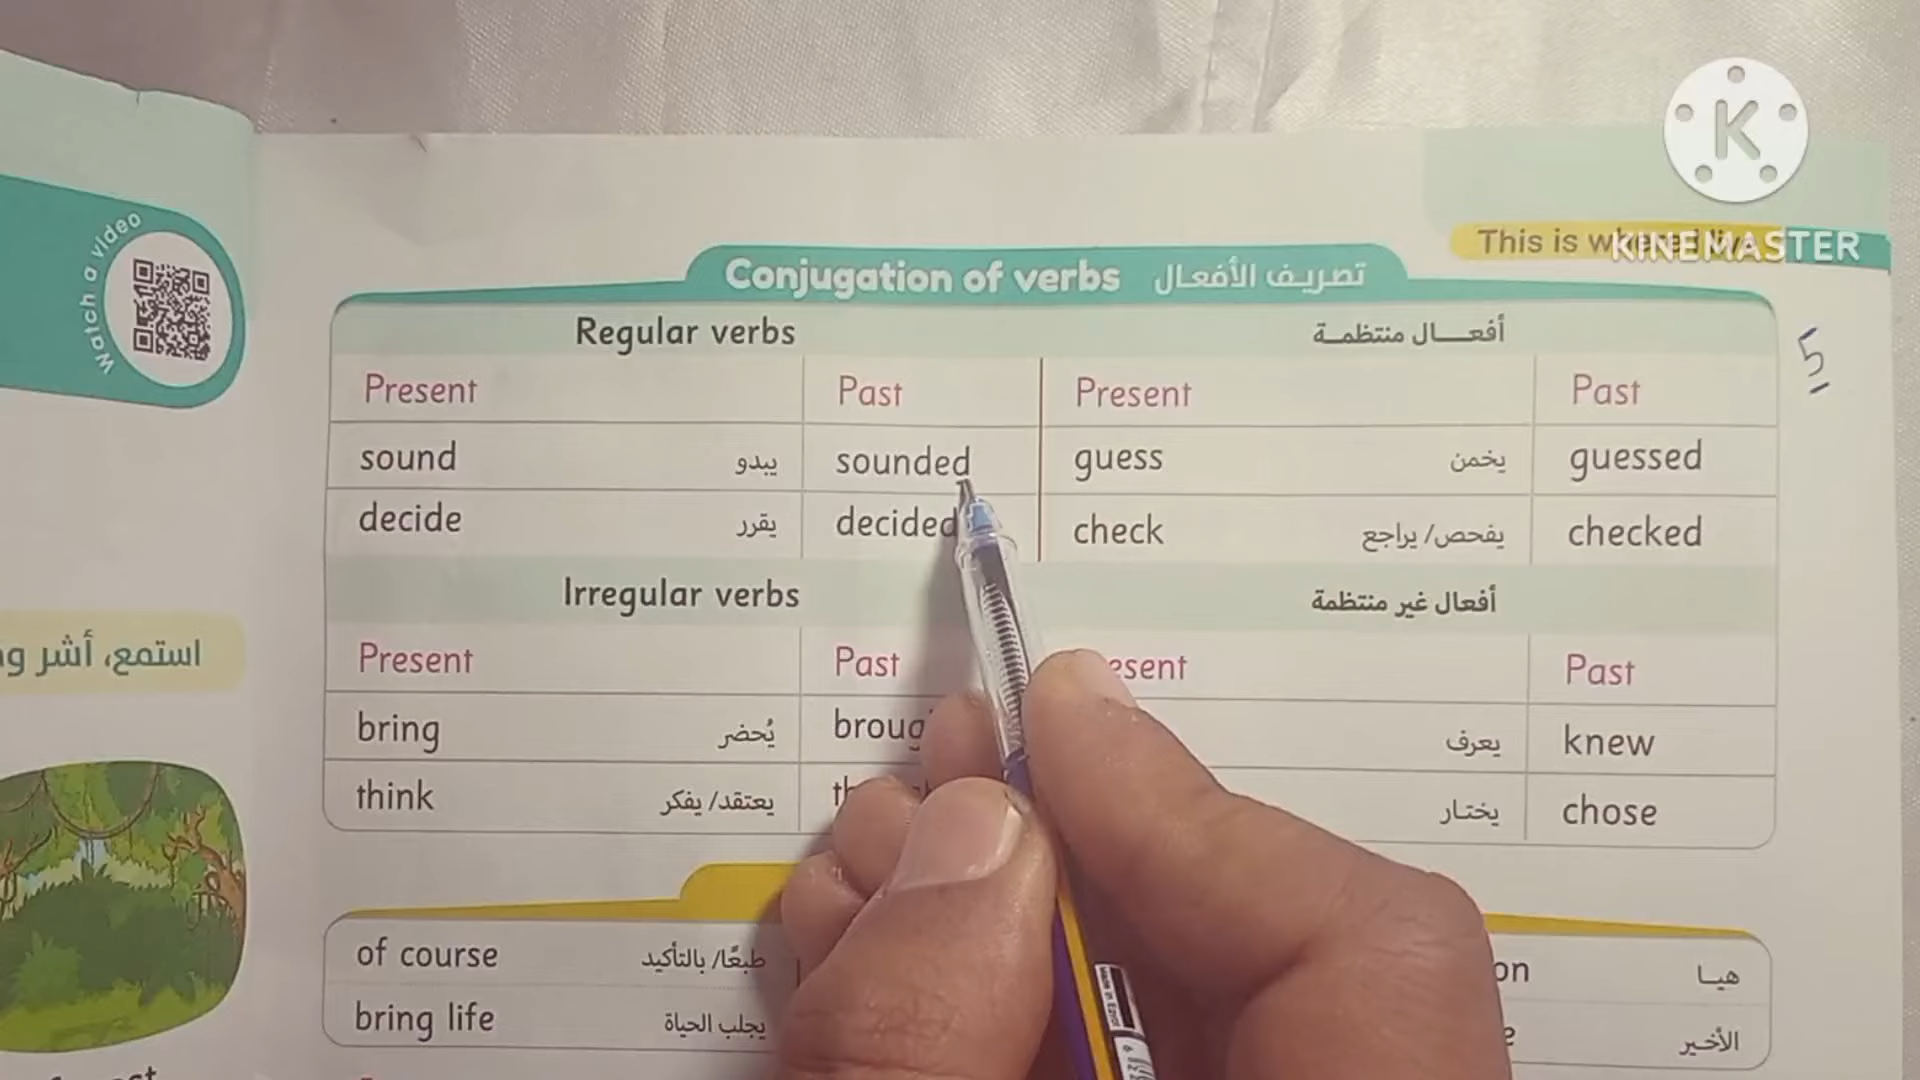 K
KINEMASTER
This is where I live
Watch a video
Conjugation of verbs تصريف الأفعال
Regular verbs أفعال منتظمة
Present Past Present Past
sound يبدو sounded guess يخمن guessed
decide يقرر decided check يفحص/ يراجع checked
Irregular verbs أفعال غير منتظمة
Present Past Past
bring يُحضر يعرف knew
think يعتقد/ يفكر يختار chose
of course طبعًا/ بالتأكيد هيا
bring life يجلب الحياة الأخير
استمع، أشر
5